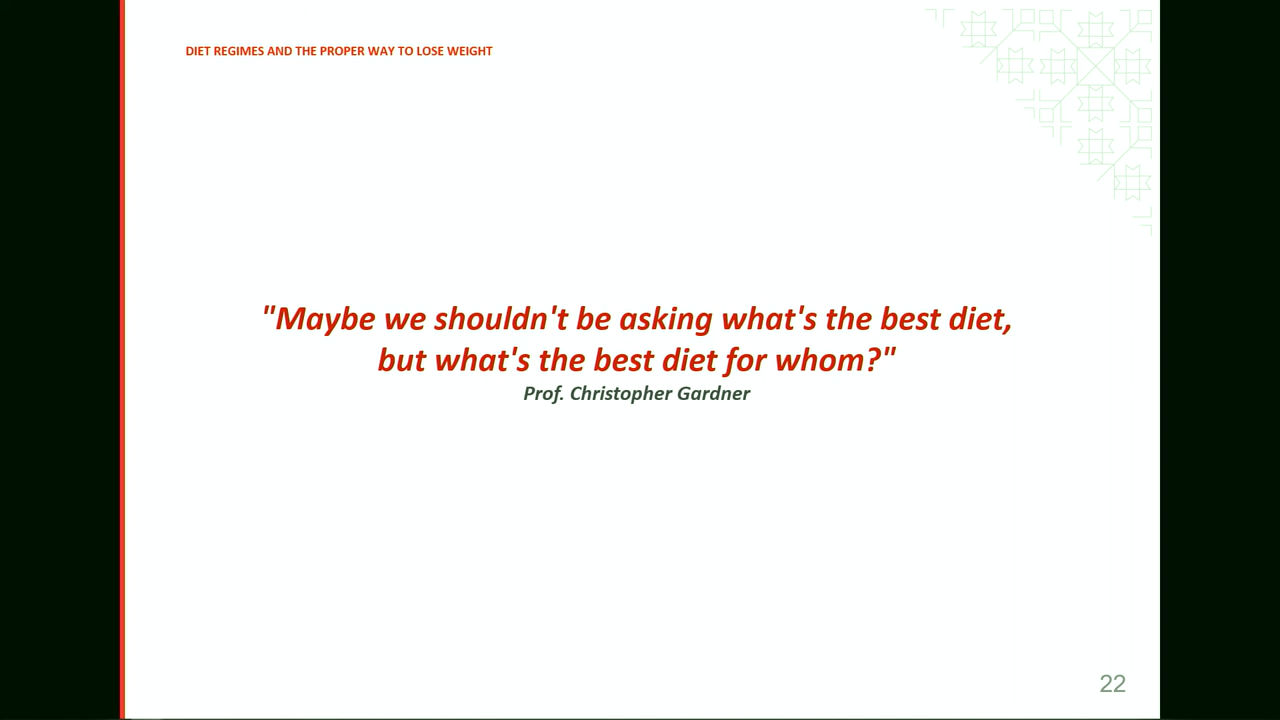 DIET REGIMES AND THE PROPER WAY TO LOSE WEIGHT
"Maybe we shouldn't be asking what's the best diet,
but what's the best diet for whom?"
Prof. Christopher Gardner
22